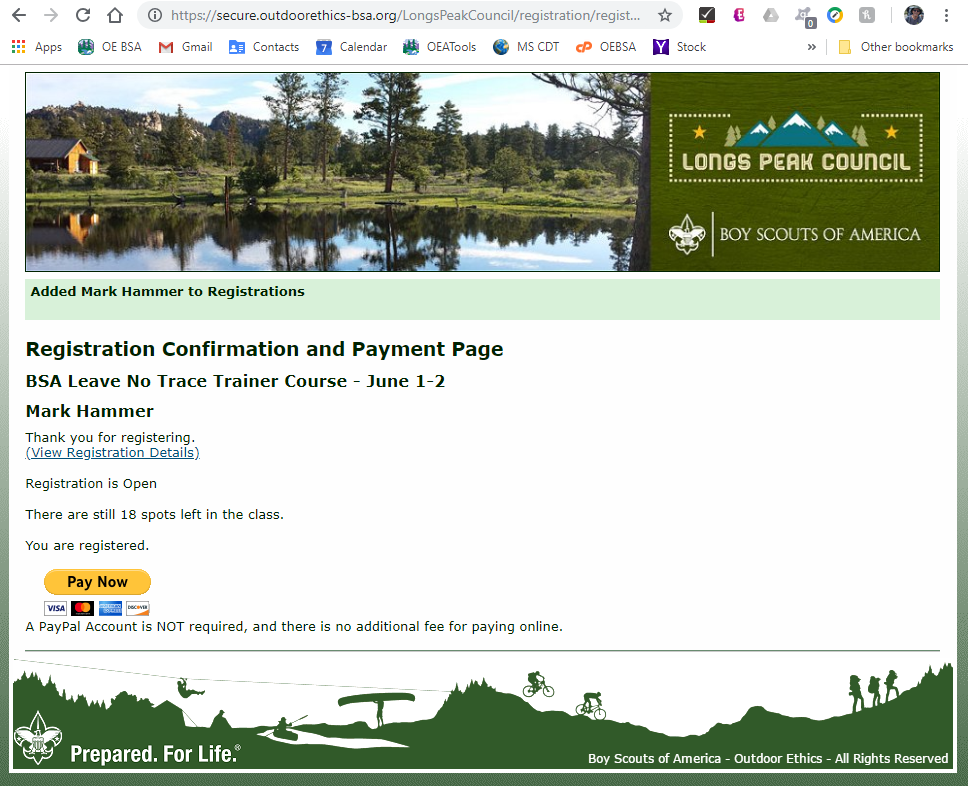 https://secure.outdoorethics-bsa.org/LongsPeakCouncil/registration/regist...
0
Apps
OE BSA
Gmail
Contacts
7
Calendar
OEATools
MS CDT
cP
OEBSA
Y
Stock
»
Other bookmarks
LONGS PEAK COUNCIL
BOY SCOUTS OF AMERICA
Added Mark Hammer to Registrations
Registration Confirmation and Payment Page
BSA Leave No Trace Trainer Course - June 1-2
Mark Hammer
Thank you for registering.
(View Registration Details)
Registration is Open
There are still 18 spots left in the class.
You are registered.
Pay Now
VISA
DISCOVER
A PayPal Account is NOT required, and there is no additional fee for paying online.
Prepared. For Life.®
Boy Scouts of America - Outdoor Ethics - All Rights Reserved